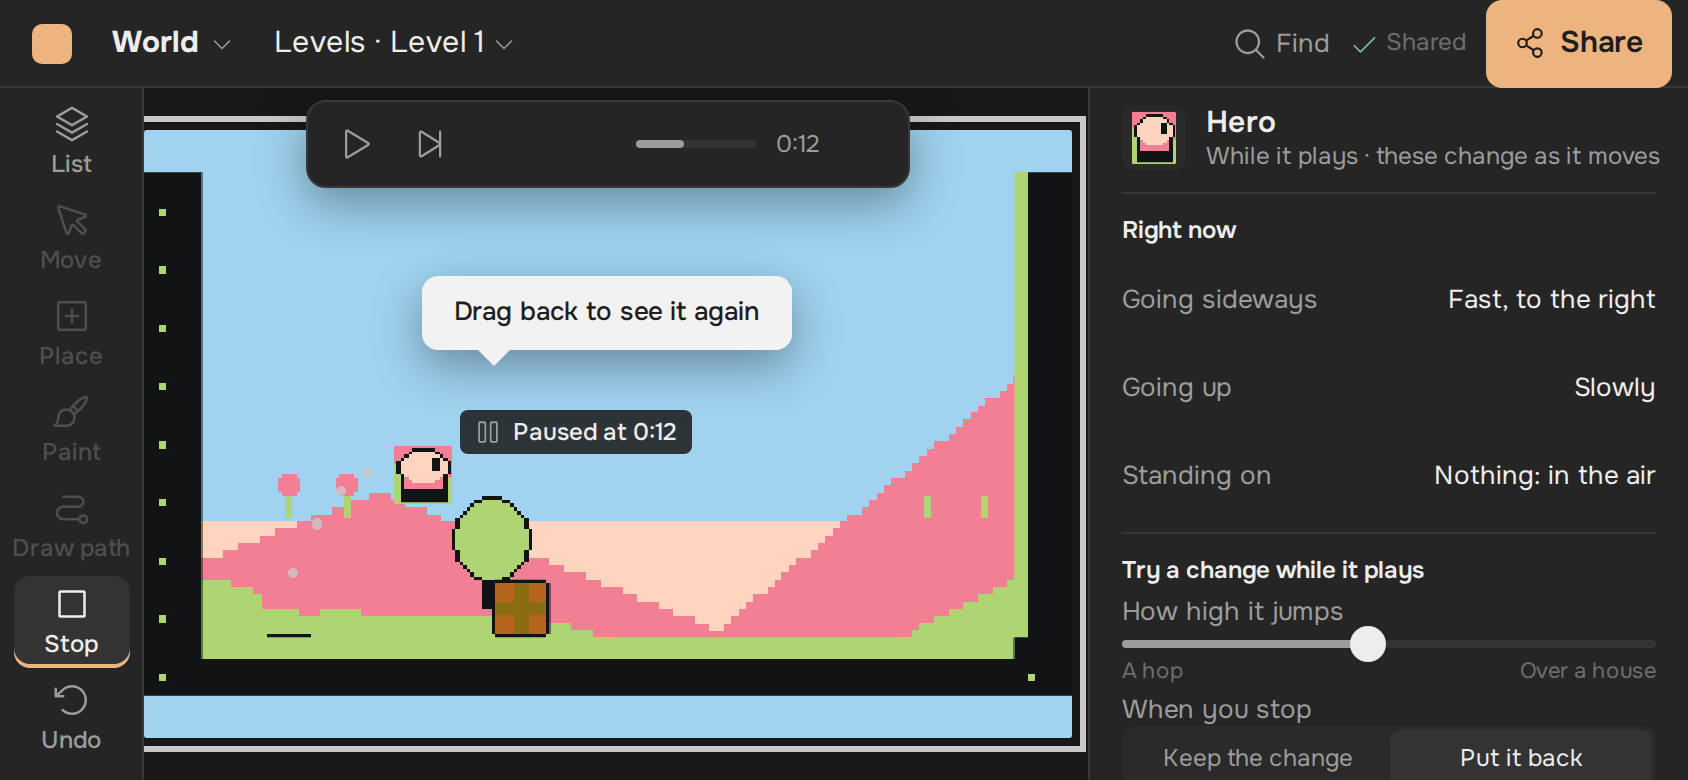 World
Levels · Level 1
Find
Shared
Share
List
Move
Place
Paint
Draw path
Stop
Undo
0:12
Drag back to see it again
Paused at 0:12
Hero
While it plays · these change as it moves
Right now
Going sideways Fast, to the right
Going up Slowly
Standing on Nothing: in the air
Try a change while it plays
How high it jumps
A hop Over a house
When you stop
Keep the change Put it back